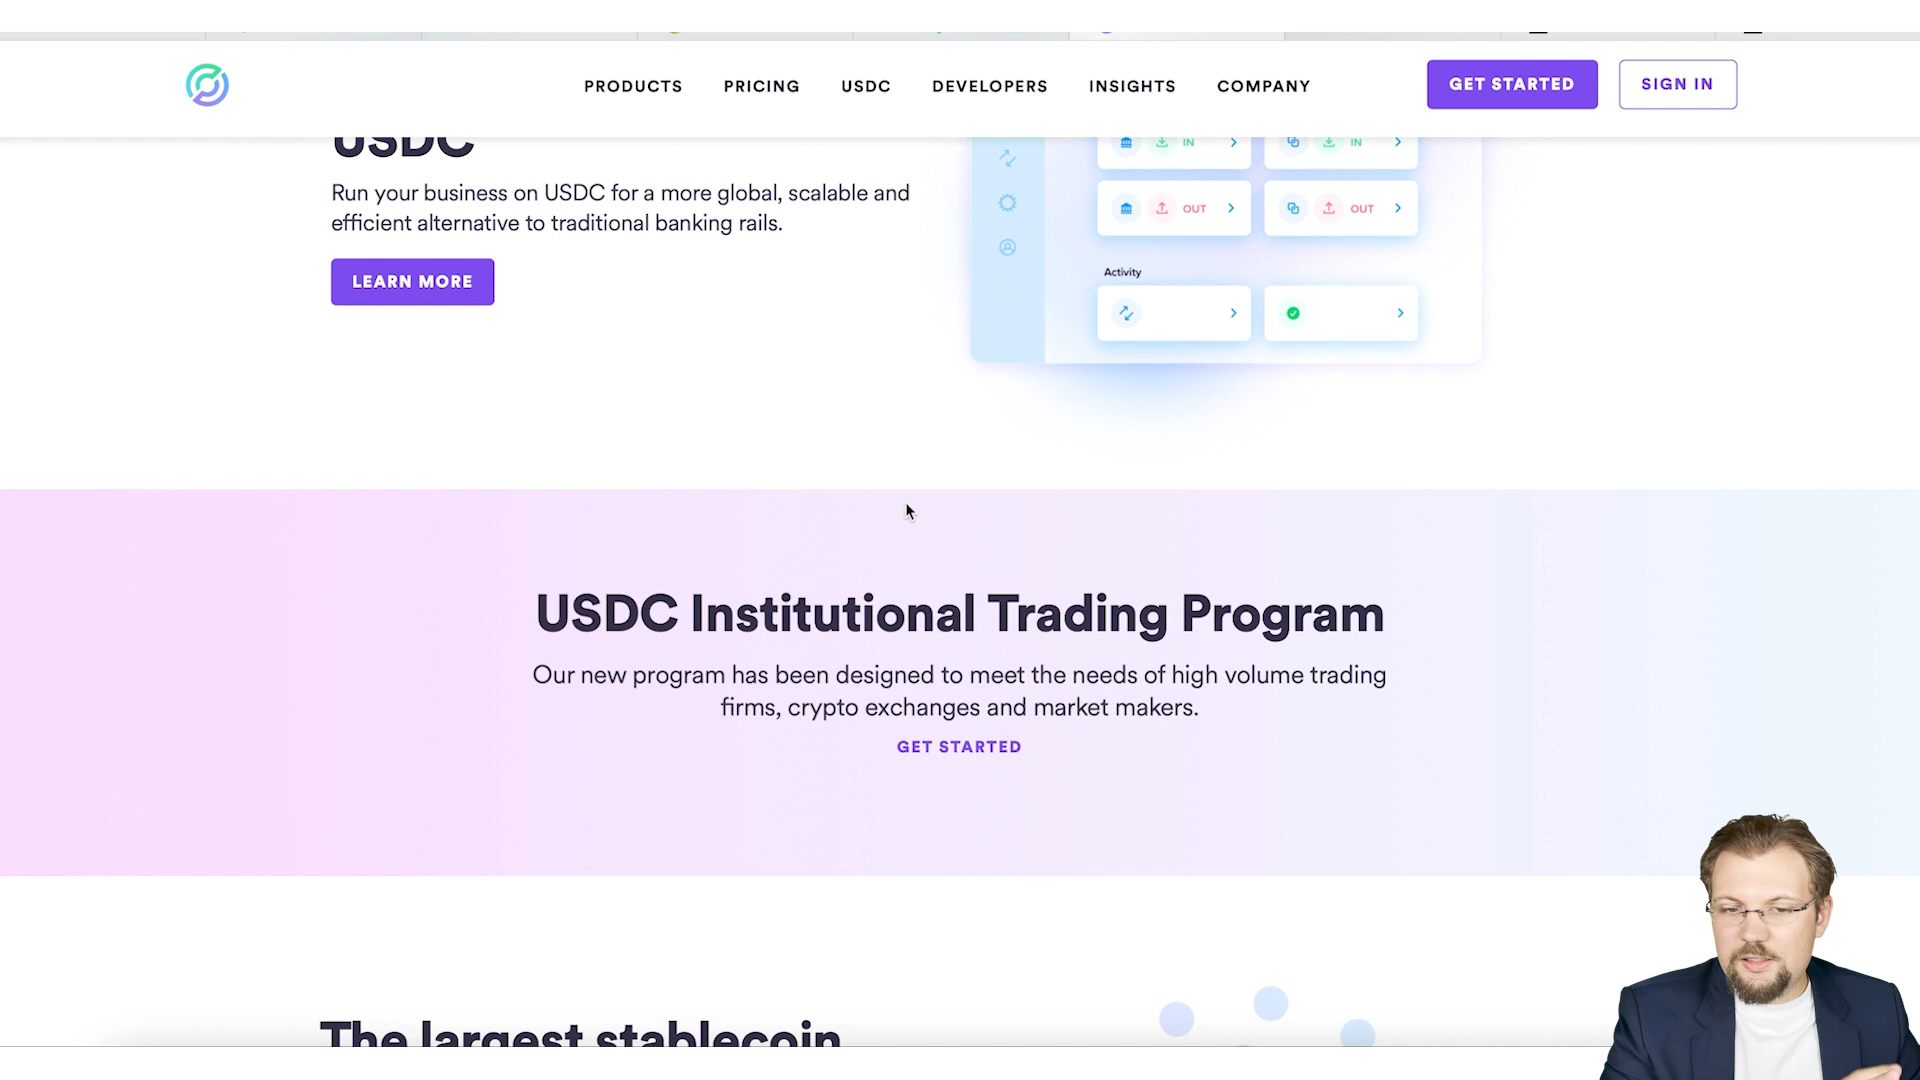 PRODUCTS PRICING USDC DEVELOPERS INSIGHTS COMPANY GET STARTED SIGN IN
USDC
Run your business on USDC for a more global, scalable and
efficient alternative to traditional banking rails.
LEARN MORE
IN IN
OUT OUT
Activity
USDC Institutional Trading Program
Our new program has been designed to meet the needs of high volume trading
firms, crypto exchanges and market makers.
GET STARTED
The largest stablecoin